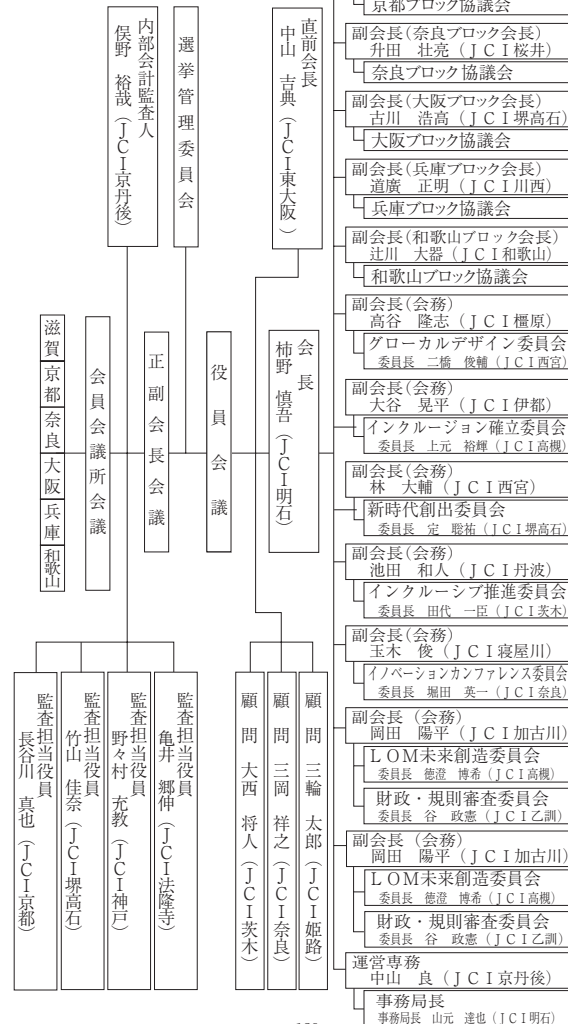 滋賀
京都
奈良
大阪
兵庫
和歌山
会員会議所会議
正副会長会議
役員会議
会長
柿野 慎吾（JCI明石）
直前会長
中山 吉典（JCI東大阪）
選挙管理委員会
内部会計監査人
俣野 裕哉（JCI京丹後）
顧問 三輪 太郎（JCI姫路）
顧問 三岡 祥之（JCI奈良）
顧問 大西 将人（JCI茨木）
監査担当役員
亀井 郷伸（JCI法隆寺）
監査担当役員
野々村 充教（JCI神戸）
監査担当役員
竹山 佳奈（JCI堺高石）
監査担当役員
長谷川 真也（JCI京都）
京都ブロック協議会
副会長(奈良ブロック会長)
升田 壮亮（JCI桜井）
奈良ブロック協議会
副会長(大阪ブロック会長)
古川 浩高（JCI堺高石）
大阪ブロック協議会
副会長(兵庫ブロック会長)
道廣 正明（JCI川西）
兵庫ブロック協議会
副会長(和歌山ブロック会長)
辻川 大器（JCI和歌山）
和歌山ブロック協議会
副会長(会務)
高谷 隆志（JCI橿原）
グローカルデザイン委員会
委員長 二橋 俊輔（JCI西宮）
副会長(会務)
大谷 晃平（JCI伊都）
インクルージョン確立委員会
委員長 上元 裕輝（JCI高槻）
副会長(会務)
林 大輔（JCI西宮）
新時代創出委員会
委員長 定 聡祐（JCI堺高石）
副会長(会務)
池田 和人（JCI丹波）
インクルーシブ推進委員会
委員長 田代 一臣（JCI茨木）
副会長(会務)
玉木 俊（JCI寝屋川）
イノベーションカンファレンス委員会
委員長 堀田 英一（JCI奈良）
副会長（会務）
岡田 陽平（JCI加古川）
LOM未来創造委員会
委員長 徳澄 博希（JCI高槻）
財政・規則審査委員会
委員長 谷 政憲（JCI乙訓）
副会長（会務）
岡田 陽平（JCI加古川）
LOM未来創造委員会
委員長 徳澄 博希（JCI高槻）
財政・規則審査委員会
委員長 谷 政憲（JCI乙訓）
運営専務
中山 良（JCI京丹後）
事務局長
事務局長 山元 達也（JCI明石）